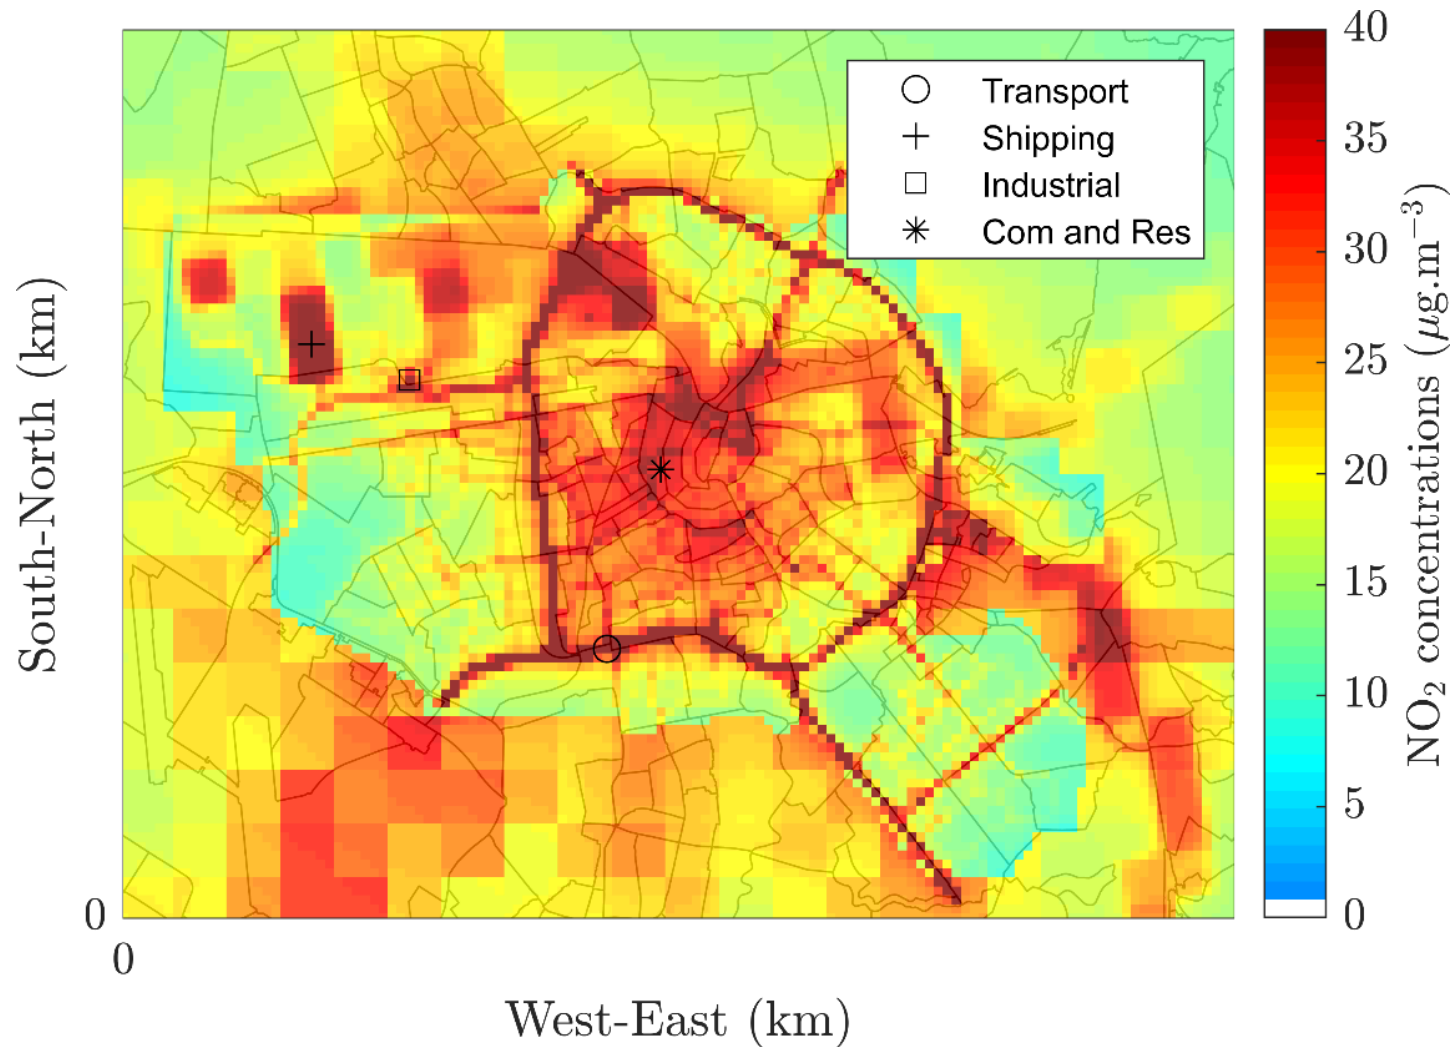 Transport
Shipping
Industrial
Com and Res
40
35
30
25
20
15
10
5
0
NO₂ concentrations (μg.m⁻³)
South-North (km)
0
0
West-East (km)